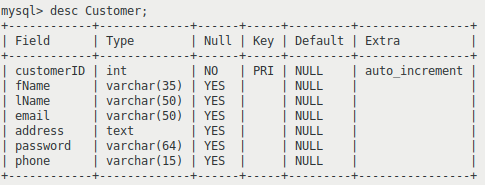 mysql> desc Customer;
+------------+-------------+------+-----+---------+----------------+
| Field      | Type        | Null | Key | Default | Extra          |
+------------+-------------+------+-----+---------+----------------+
| customerID | int         | NO   | PRI | NULL    | auto_increment |
| fName      | varchar(35) | YES  |     | NULL    |                |
| lName      | varchar(50) | YES  |     | NULL    |                |
| email      | varchar(50) | YES  |     | NULL    |                |
| address    | text        | YES  |     | NULL    |                |
| password   | varchar(64) | YES  |     | NULL    |                |
| phone      | varchar(15) | YES  |     | NULL    |                |
+------------+-------------+------+-----+---------+----------------+